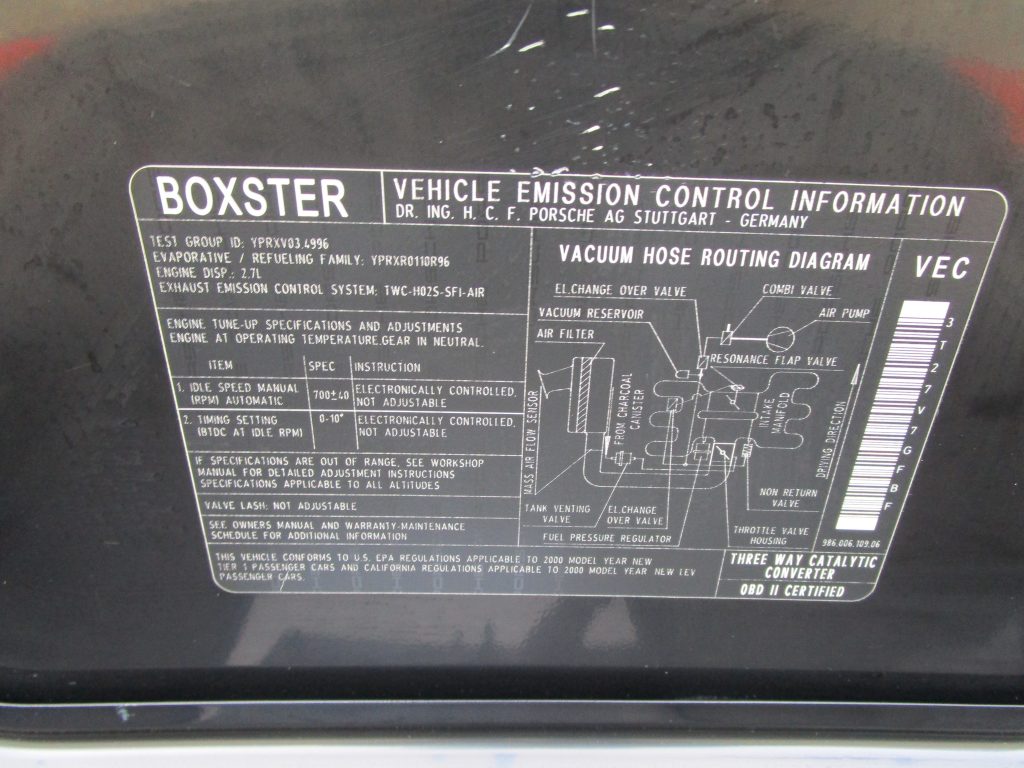 BOXSTER
VEHICLE EMISSION CONTROL INFORMATION
DR. ING. H. C. F. PORSCHE AG STUTTGART - GERMANY
TEST GROUP ID: YPRXV03.4996
EVAPORATIVE / REFUELING FAMILY: YPRXR0110R96
ENGINE DISP.: 2.7L
EXHAUST EMISSION CONTROL SYSTEM: TWC-HO2S-SFI-AIR
ENGINE TUNE-UP SPECIFICATIONS AND ADJUSTMENTS
ENGINE AT OPERATING TEMPERATURE.GEAR IN NEUTRAL.
ITEM SPEC INSTRUCTION
1. IDLE SPEED MANUAL 700±40 ELECTRONICALLY CONTROLLED,
(RPM) AUTOMATIC NOT ADJUSTABLE
2. TIMING SETTING 0-10° ELECTRONICALLY CONTROLLED,
(BTDC AT IDLE RPM) NOT ADJUSTABLE
IF SPECIFICATIONS ARE OUT OF RANGE, SEE WORKSHOP
MANUAL FOR DETAILED ADJUSTMENT INSTRUCTIONS
SPECIFICATIONS APPLICABLE TO ALL ALTITUDES
VALVE LASH: NOT ADJUSTABLE
SEE OWNERS MANUAL AND WARRANTY-MAINTENANCE
SCHEDULE FOR ADDITIONAL INFORMATION
THIS VEHICLE CONFORMS TO U.S. EPA REGULATIONS APPLICABLE TO 2000 MODEL YEAR NEW
TIER 1 PASSENGER CARS AND CALIFORNIA REGULATIONS APPLICABLE TO 2000 MODEL YEAR NEW LEV
PASSENGER CARS.
VACUUM HOSE ROUTING DIAGRAM
EL.CHANGE OVER VALVE
COMBI VALVE
VACUUM RESERVOIR
AIR PUMP
AIR FILTER
RESONANCE FLAP VALVE
MASS AIR FLOW SENSOR
FROM CHARCOAL
CANISTER
INTAKE
MANIFOLD
DRIVING DIRECTION
TANK VENTING
VALVE
EL.CHANGE
OVER VALVE
NON RETURN
VALVE
FUEL PRESSURE REGULATOR
THROTTLE VALVE
HOUSING
VEC
3T27V7GFBF
986.006.109.06
THREE WAY CATALYTIC
CONVERTER
OBD II CERTIFIED